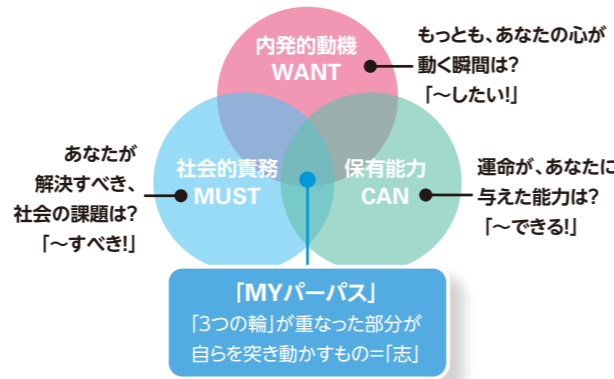 内発的動機
WANT
もっとも、あなたの心が
動く瞬間は?
「〜したい!」
あなたが
解決すべき、
社会の課題は?
「〜すべき!」
社会的責務
MUST
保有能力
CAN
運命が、あなたに
与えた能力は?
「〜できる!」
「MYパーパス」
「3つの輪」が重なった部分が
自らを突き動かすもの=「志」